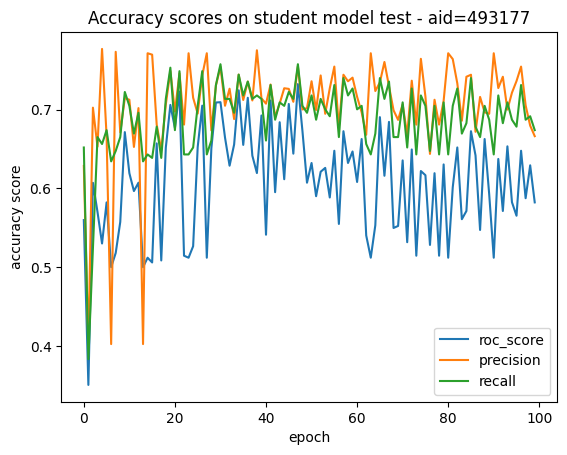 Accuracy scores on student model test - aid=493177
0.7
0.6
0.5
0.4
accuracy score
0
20
40
60
80
100
epoch
roc_score
precision
recall